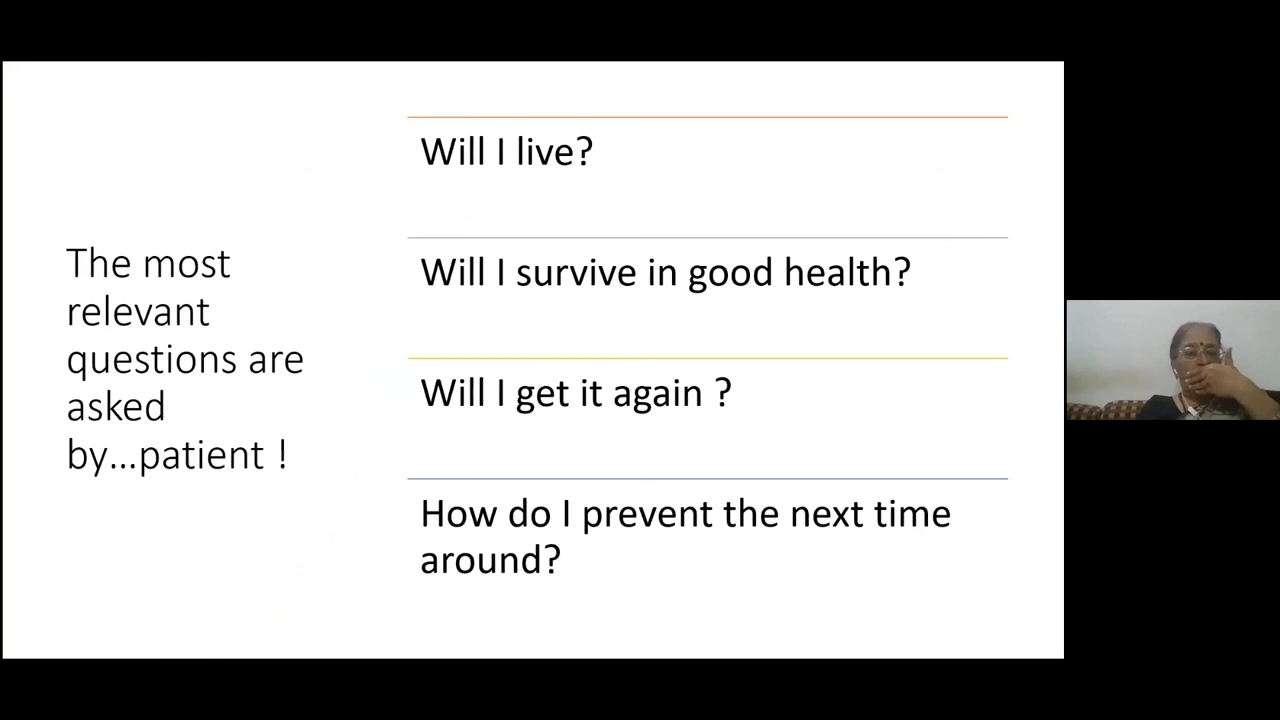 The most
relevant
questions are
asked
by...patient !
Will I live?
Will I survive in good health?
Will I get it again ?
How do I prevent the next time
around?